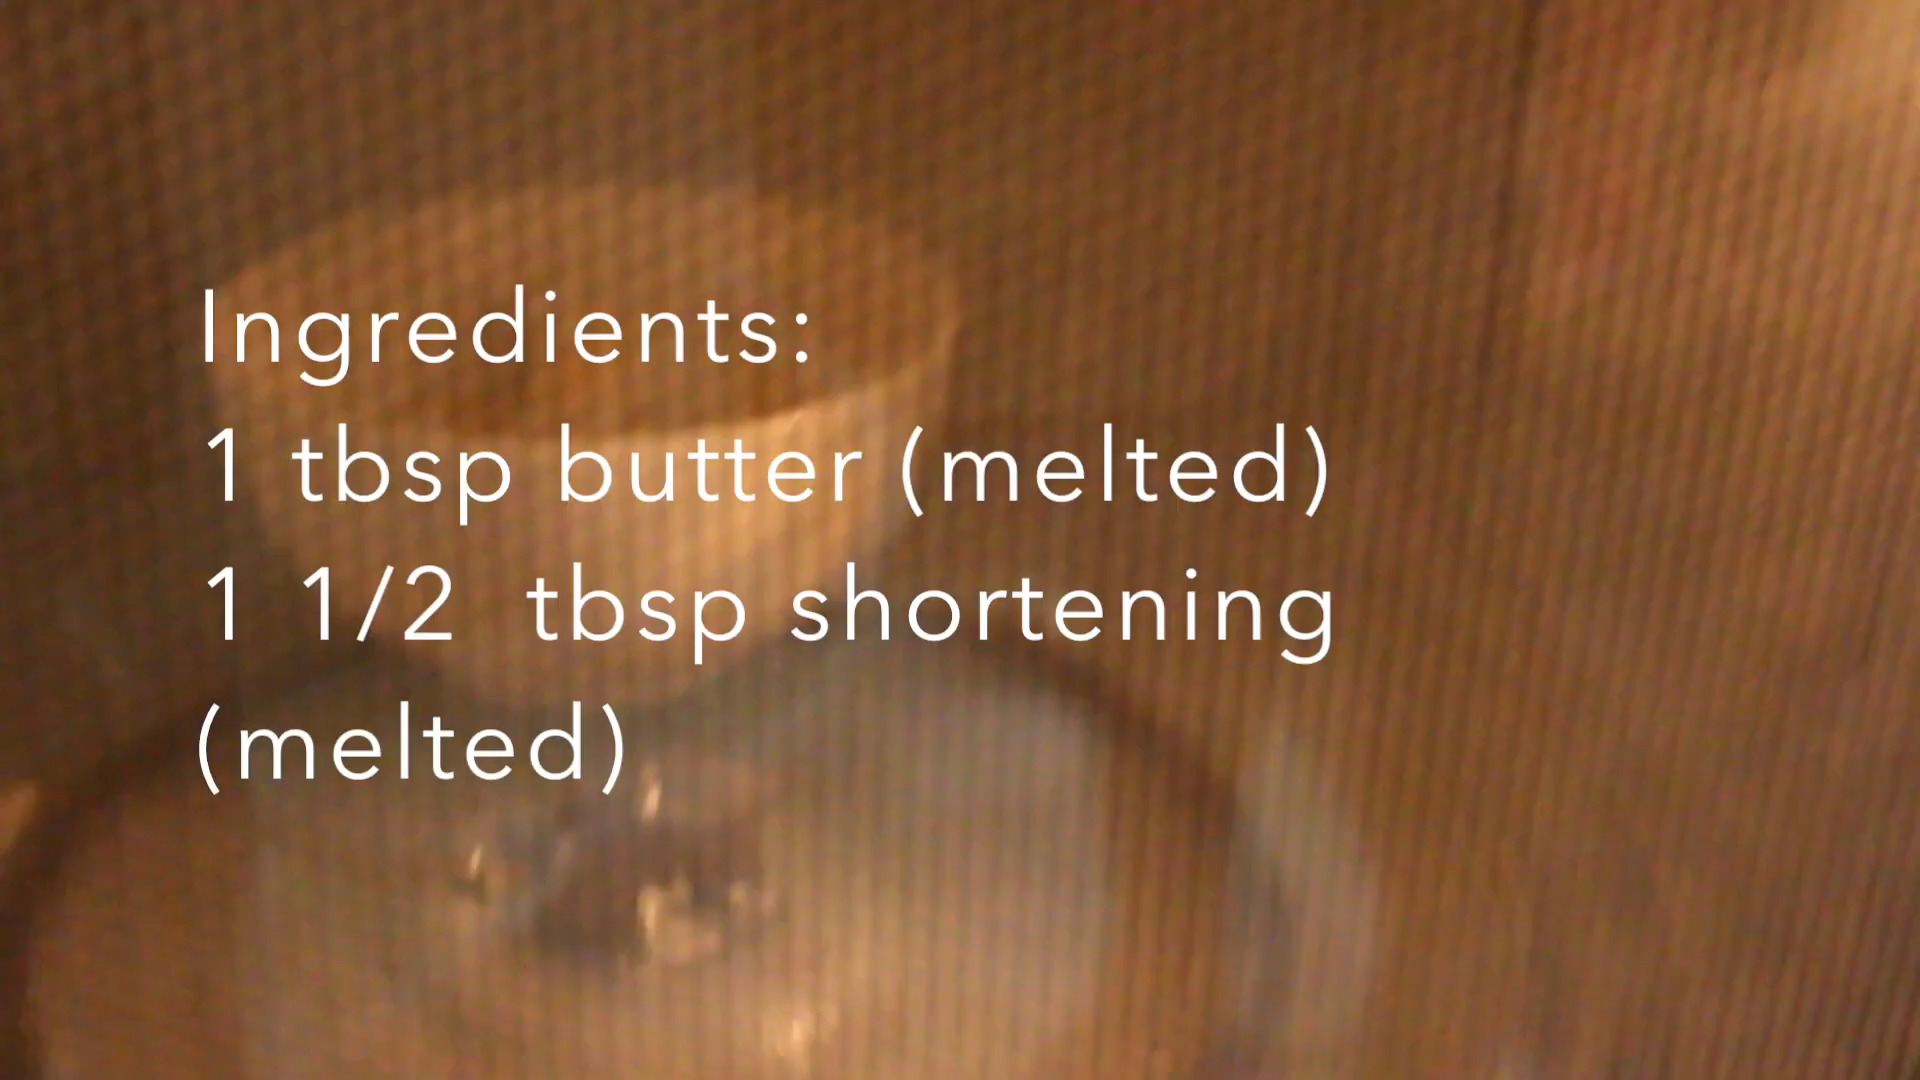 Ingredients:
1 tbsp butter (melted)
1 1/2 tbsp shortening
(melted)